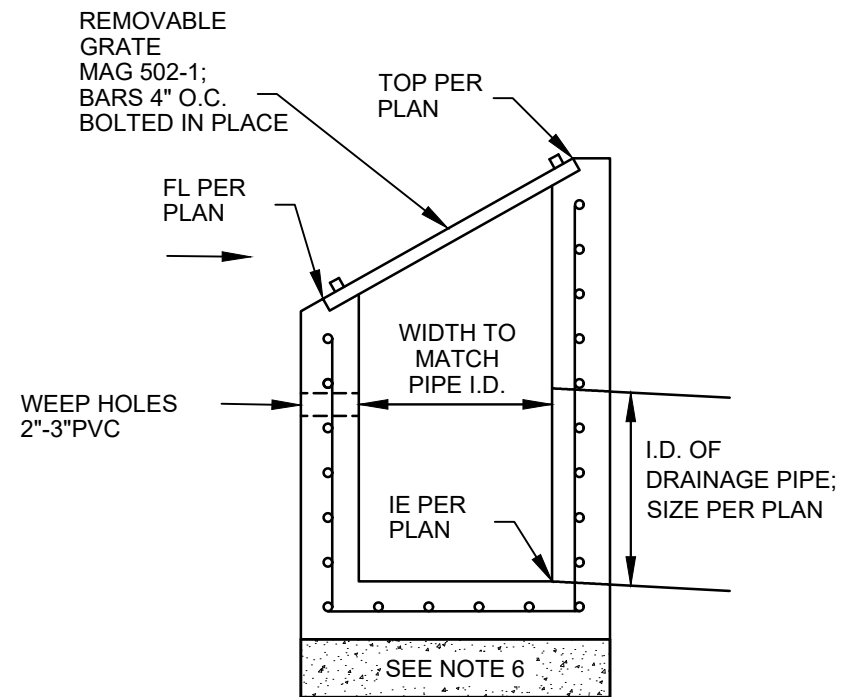 REMOVABLE
GRATE
MAG 502-1;
BARS 4" O.C.
BOLTED IN PLACE
TOP PER
PLAN
FL PER
PLAN
WIDTH TO
MATCH
PIPE I.D.
WEEP HOLES
2"-3"PVC
I.D. OF
DRAINAGE PIPE;
SIZE PER PLAN
IE PER
PLAN
SEE NOTE 6